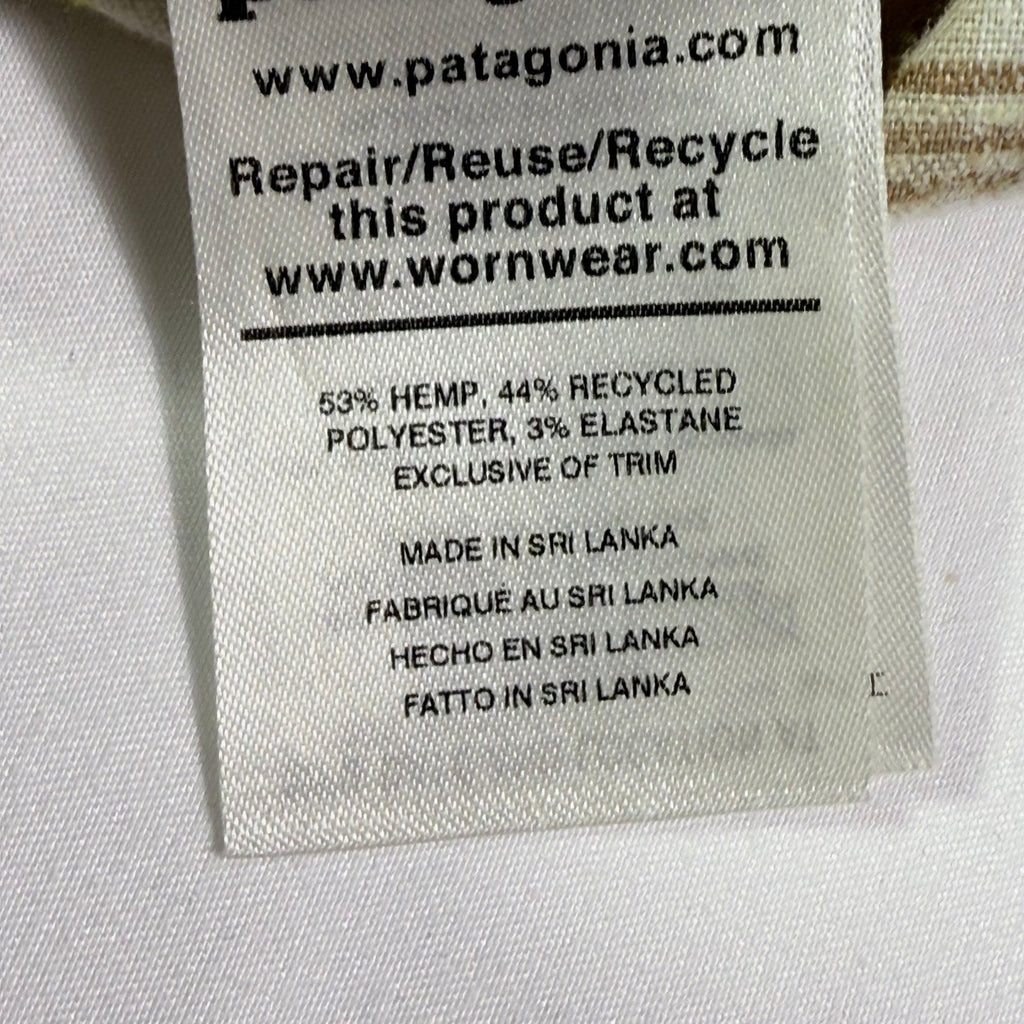 www.patagonia.com
Repair/Reuse/Recycle
this product at
www.wornwear.com
53% HEMP, 44% RECYCLED
POLYESTER, 3% ELASTANE
EXCLUSIVE OF TRIM
MADE IN SRI LANKA
FABRIQUÉ AU SRI LANKA
HECHO EN SRI LANKA
FATTO IN SRI LANKA